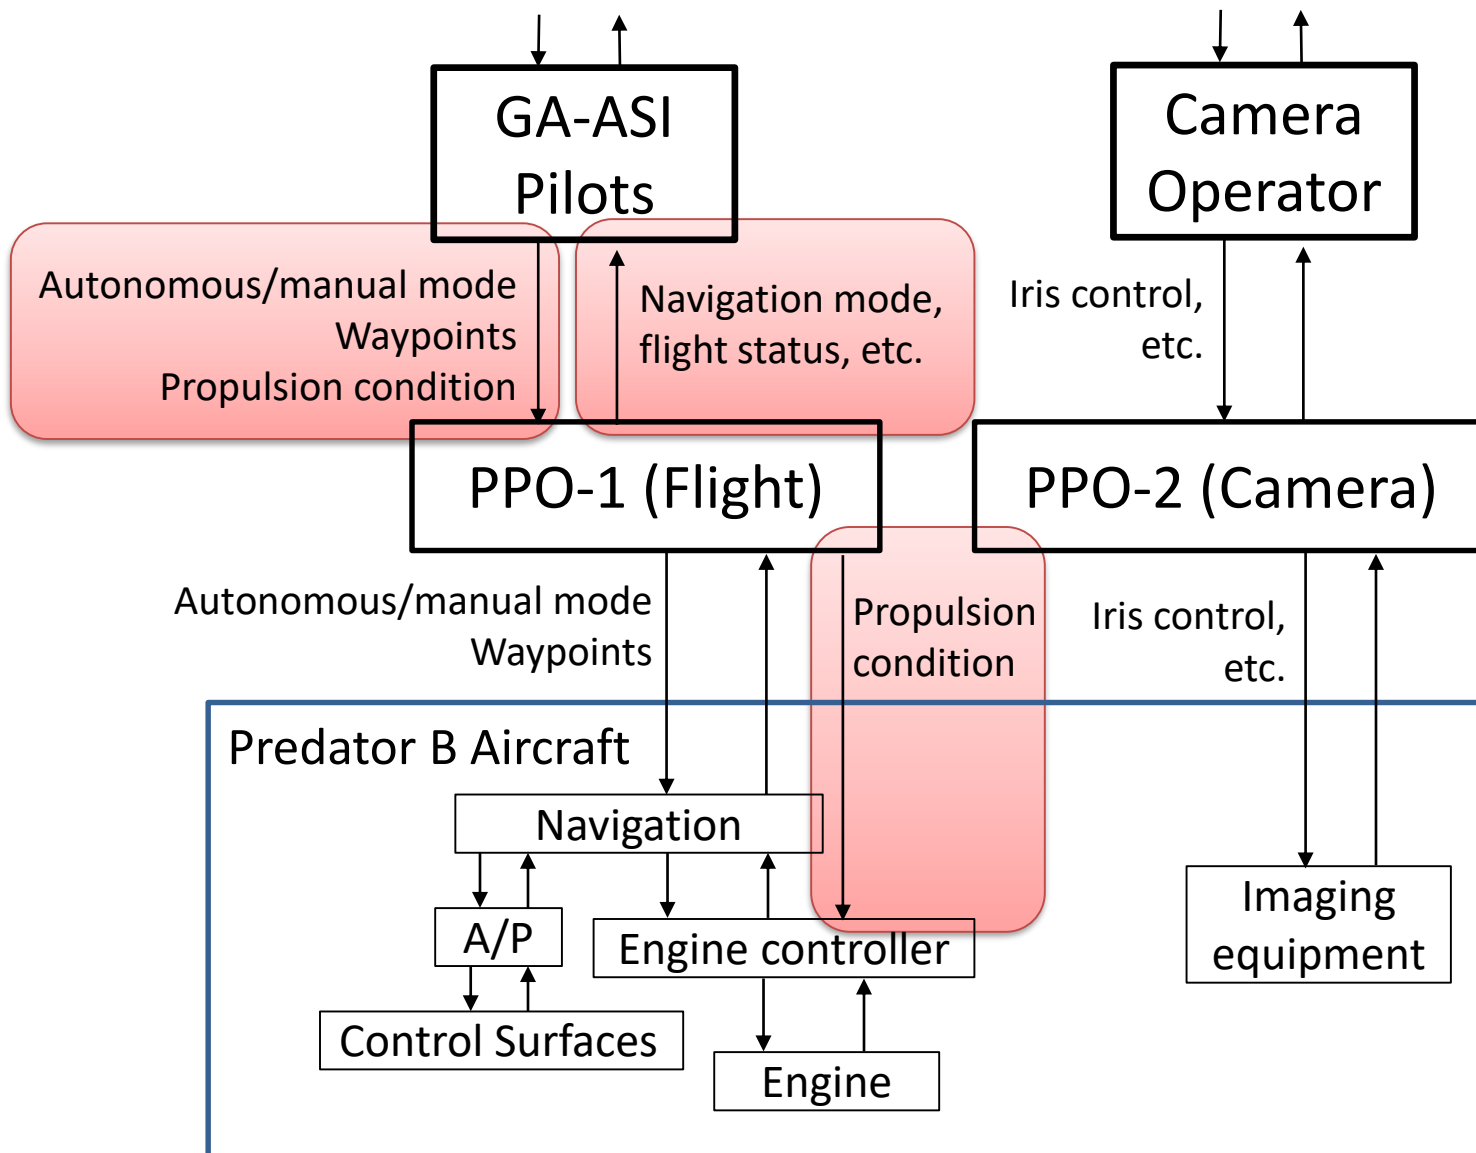 GA-ASI
Pilots
Camera
Operator
Autonomous/manual mode
Waypoints
Propulsion condition
Navigation mode,
flight status, etc.
Iris control,
etc.
PPO-1 (Flight)
PPO-2 (Camera)
Autonomous/manual mode
Waypoints
Propulsion
condition
Iris control,
etc.
Predator B Aircraft
Navigation
A/P
Engine controller
Imaging
equipment
Control Surfaces
Engine